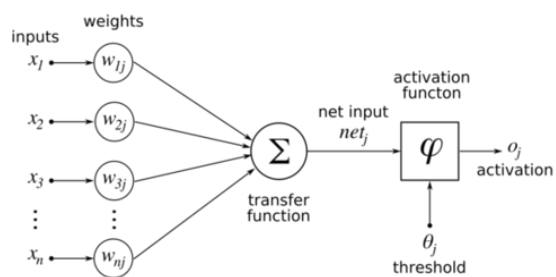 inputs
weights
x1
w1j
x2
w2j
x3
w3j
xn
wnj
Σ
transfer
function
net input
netj
activation
functon
φ
oj
activation
θj
threshold